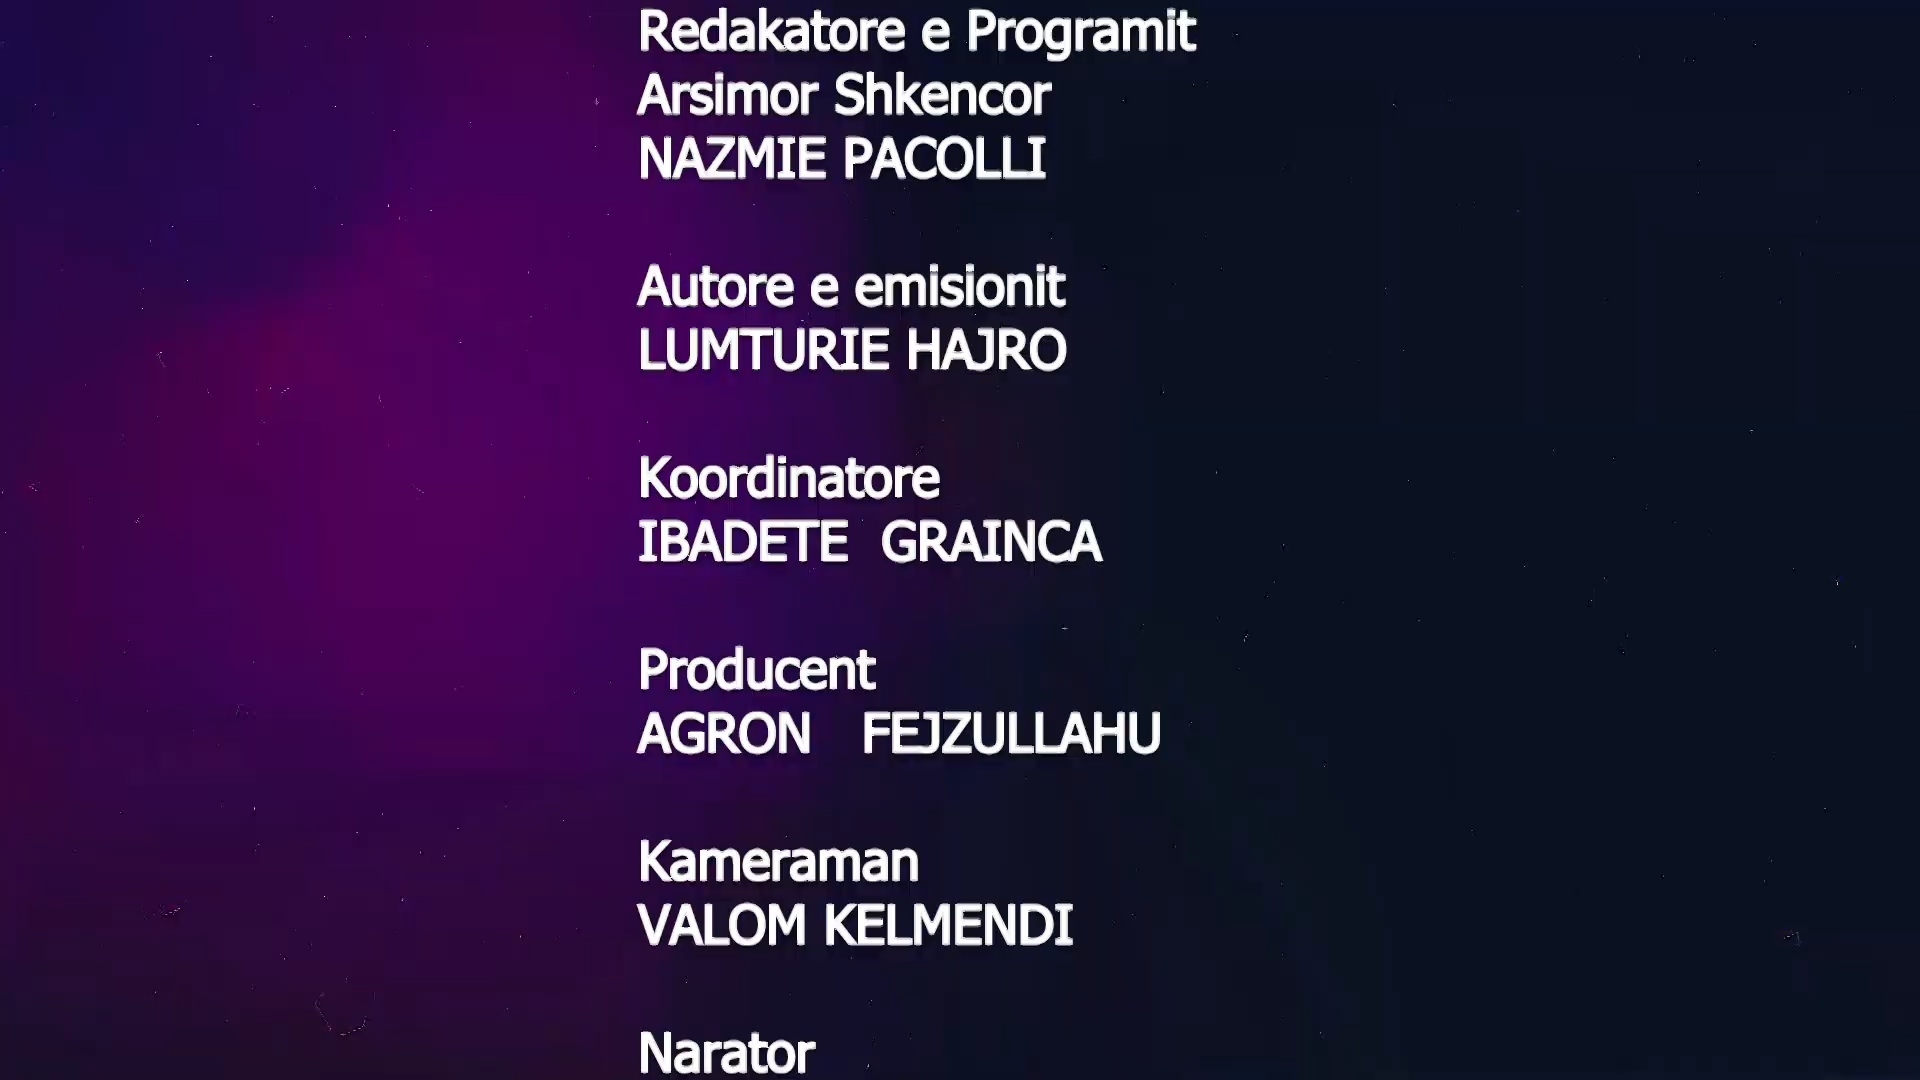 Redakatore e Programit
Arsimor Shkencor
NAZMIE PACOLLI
Autore e emisionit
LUMTURIE HAJRO
Koordinatore
IBADETE  GRAINCA
Producent
AGRON   FEJZULLAHU
Kameraman
VALOM KELMENDI
Narator